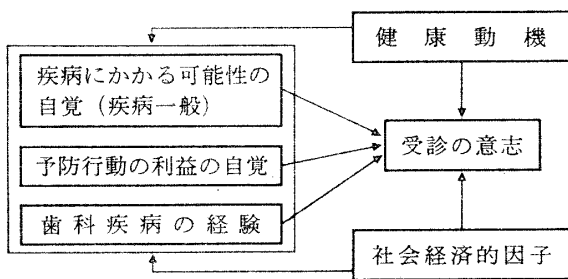 健康動機
疾病にかかる可能性の
自覚（疾病一般）
受診の意志
予防行動の利益の自覚
歯科疾病の経験
社会経済的因子